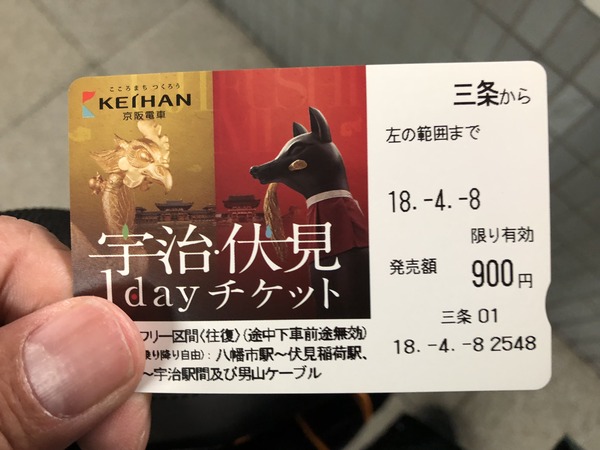 こころまち つくろう
KEIHAN
京阪電車
宇治・伏見
1dayチケット
フリー区間〈往復〉(途中下車前途無効)
乗り降り自由): 八幡市駅〜伏見稲荷駅、
〜宇治駅間及び男山ケーブル
三条から
左の範囲まで
18.-4.-8
限り有効
発売額 900円
三条 01
18.-4.-8 2548